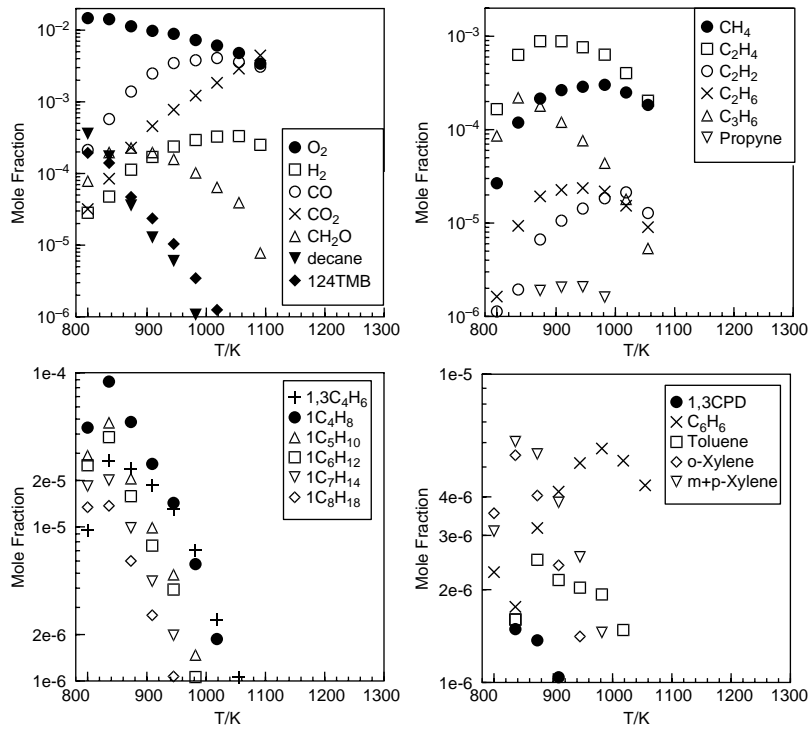 10⁻²
10⁻³
10⁻⁴
10⁻⁵
10⁻⁶
Mole Fraction
O₂
H₂
CO
CO₂
CH₂O
decane
124TMB
800 900 1000 1100 1200 1300
T/K
10⁻³
10⁻⁴
10⁻⁵
10⁻⁶
Mole Fraction
CH₄
C₂H₄
C₂H₂
C₂H₆
C₃H₆
Propyne
800 900 1000 1100 1200 1300
T/K
1e-4
2e-5
1e-5
2e-6
1e-6
Mole Fraction
1,3C₄H₆
1C₄H₈
1C₅H₁₀
1C₆H₁₂
1C₇H₁₄
1C₈H₁₈
800 900 1000 1100 1200 1300
T/K
1e-5
4e-6
3e-6
2e-6
1e-6
Mole Fraction
1,3CPD
C₆H₆
Toluene
o-Xylene
m+p-Xylene
800 900 1000 1100 1200 1300
T/K